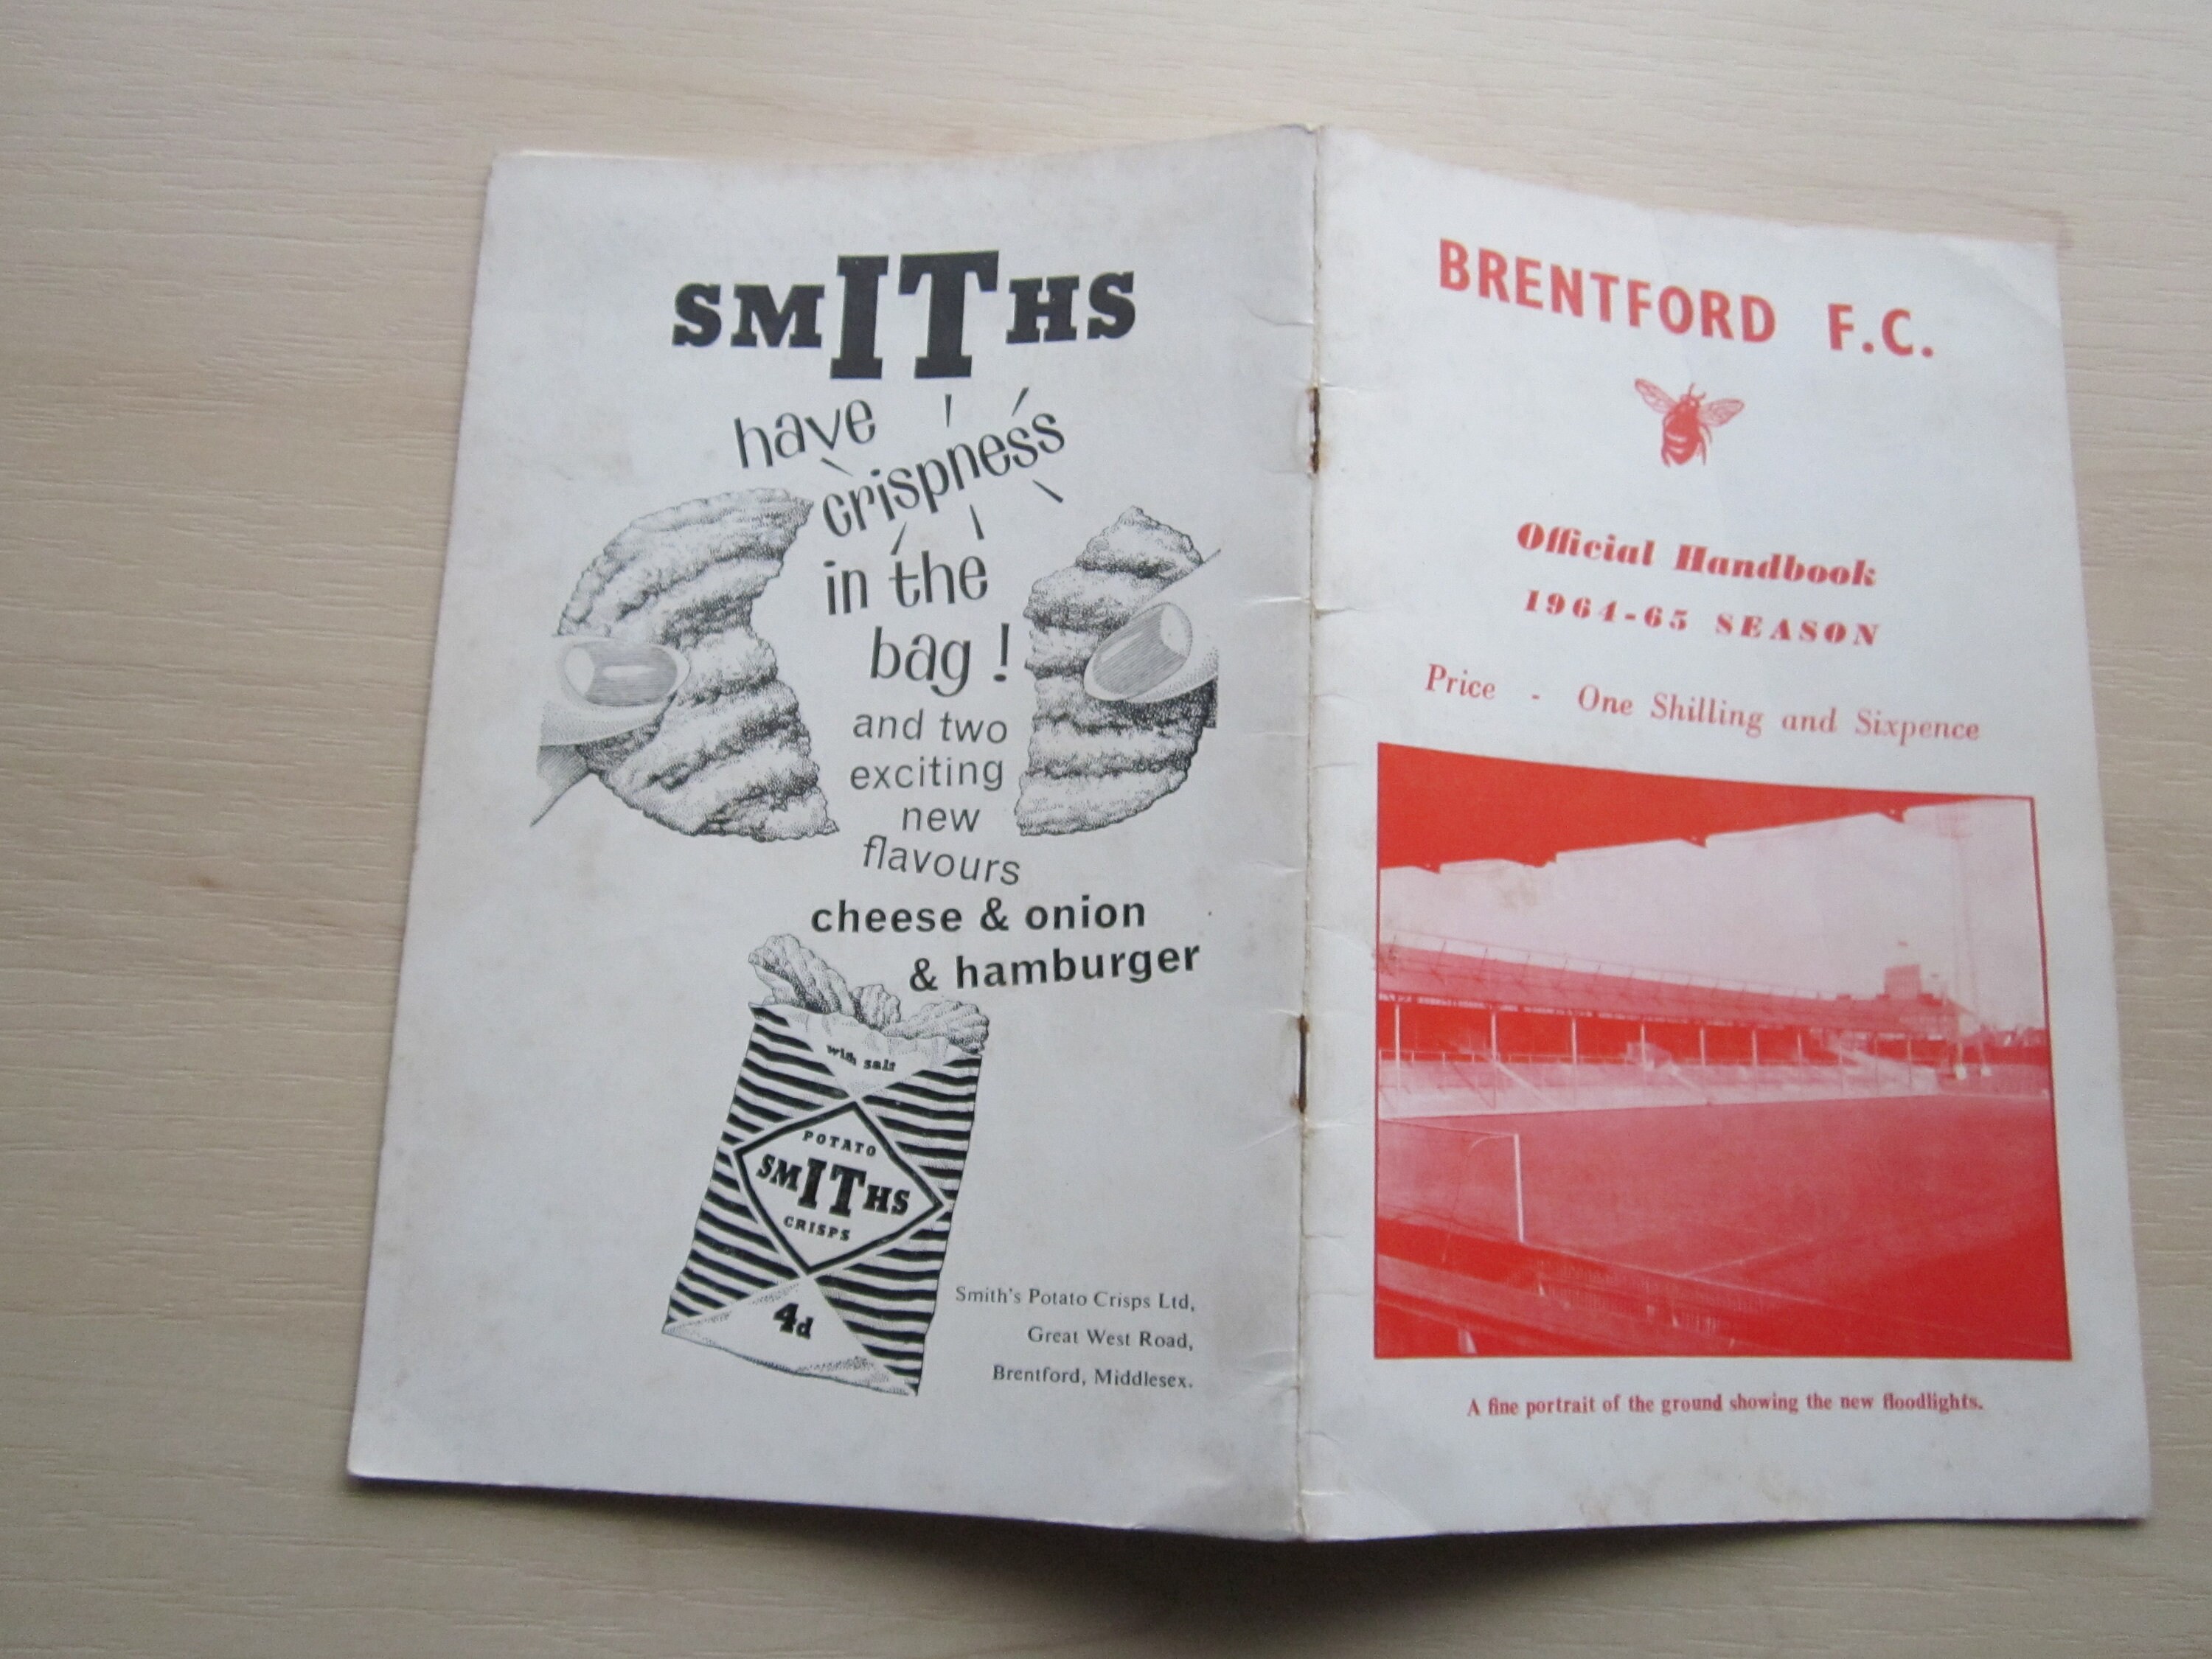 SMITHS
have
crispness
in the
bag!
and two
exciting
new
flavours
cheese & onion
& hamburger
with salt
POTATO
SMITHS
CRISPS
4d
Smith's Potato Crisps Ltd,
Great West Road,
Brentford, Middlesex.
BRENTFORD F.C.
Official Handbook
1964-65 SEASON
Price - One Shilling and Sixpence
A fine portrait of the ground showing the new floodlights.